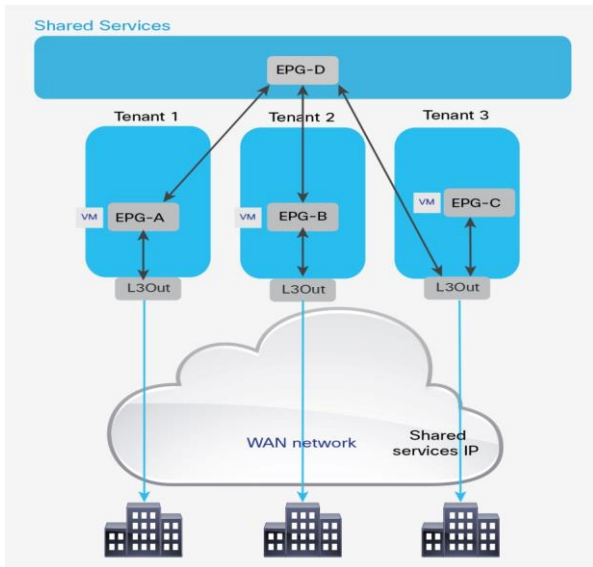 Shared Services
EPG-D
Tenant 1
Tenant 2
Tenant 3
VM
EPG-A
VM
EPG-B
VM
EPG-C
L3Out
L3Out
L3Out
WAN network
Shared
services IP